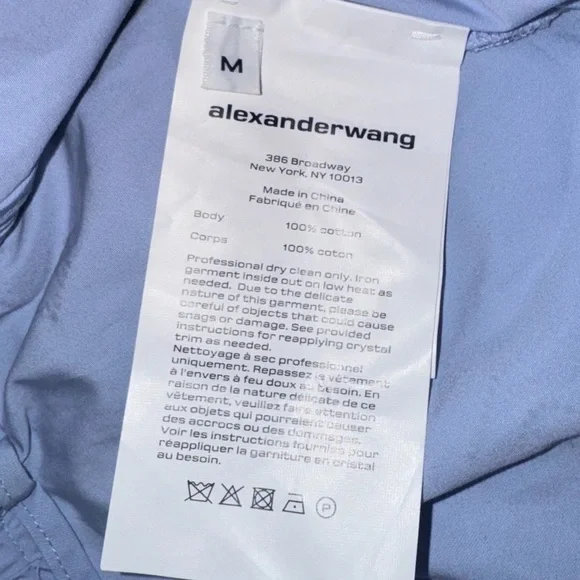 M
alexanderwang
386 Broadway
New York, NY 10013
Made in China
Fabriqué en Chine
Body 100% cotton
Corps 100% coton
Professional dry clean only. Iron
garment inside out on low heat as
needed. Due to the delicate
nature of this garment, please be
careful of objects that could cause
snags or damage. See provided
instructions for reapplying crystal
trim as needed.
Nettoyage à sec professionnel
uniquement. Repassez le vêtement
à l'envers à feu doux au besoin. En
raison de la nature délicate de ce
vêtement, veuillez faire attention
aux objets qui pourraient causer
des accrocs ou des dommages.
Voir les instructions fournies pour
réappliquer la garniture en cristal
au besoin.
P